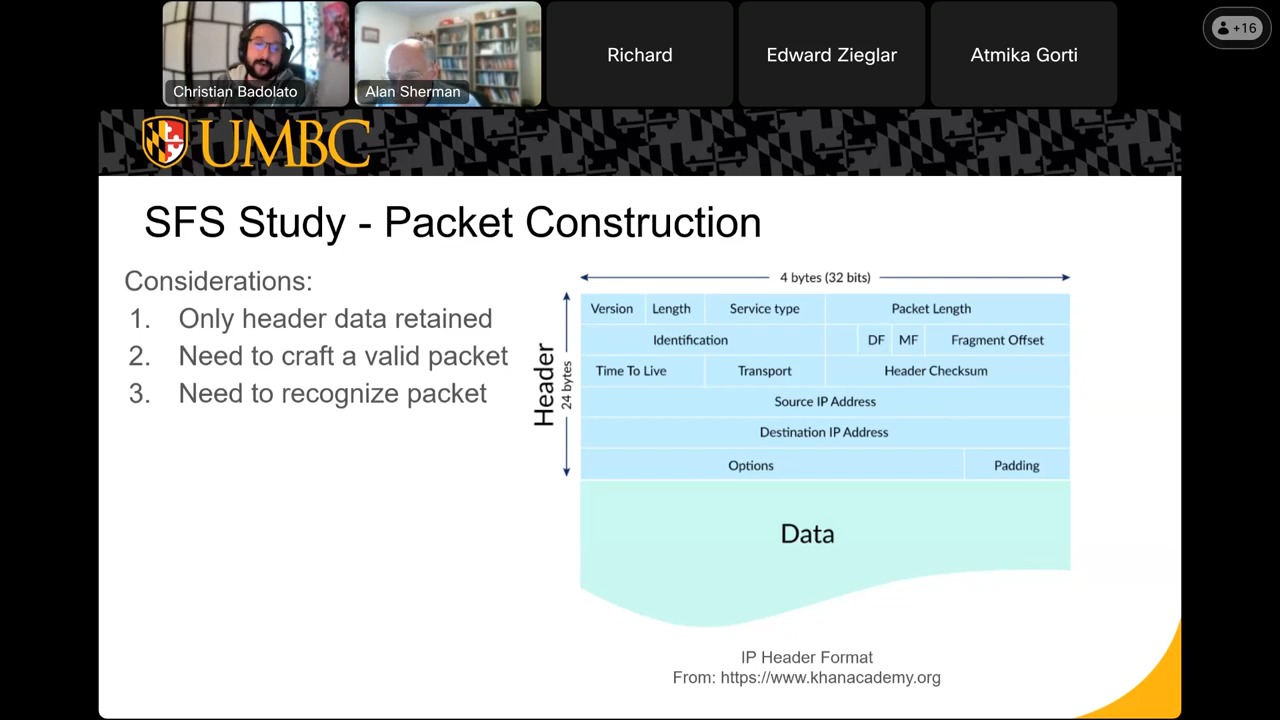 Christian Badolato
Alan Sherman
Richard
Edward Zieglar
Atmika Gorti
+16
UMBC
SFS Study - Packet Construction
Considerations:
1. Only header data retained
2. Need to craft a valid packet
3. Need to recognize packet
4 bytes (32 bits)
Header
24 bytes
Version Length Service type Packet Length
Identification DF MF Fragment Offset
Time To Live Transport Header Checksum
Source IP Address
Destination IP Address
Options Padding
Data
IP Header Format
From: https://www.khanacademy.org